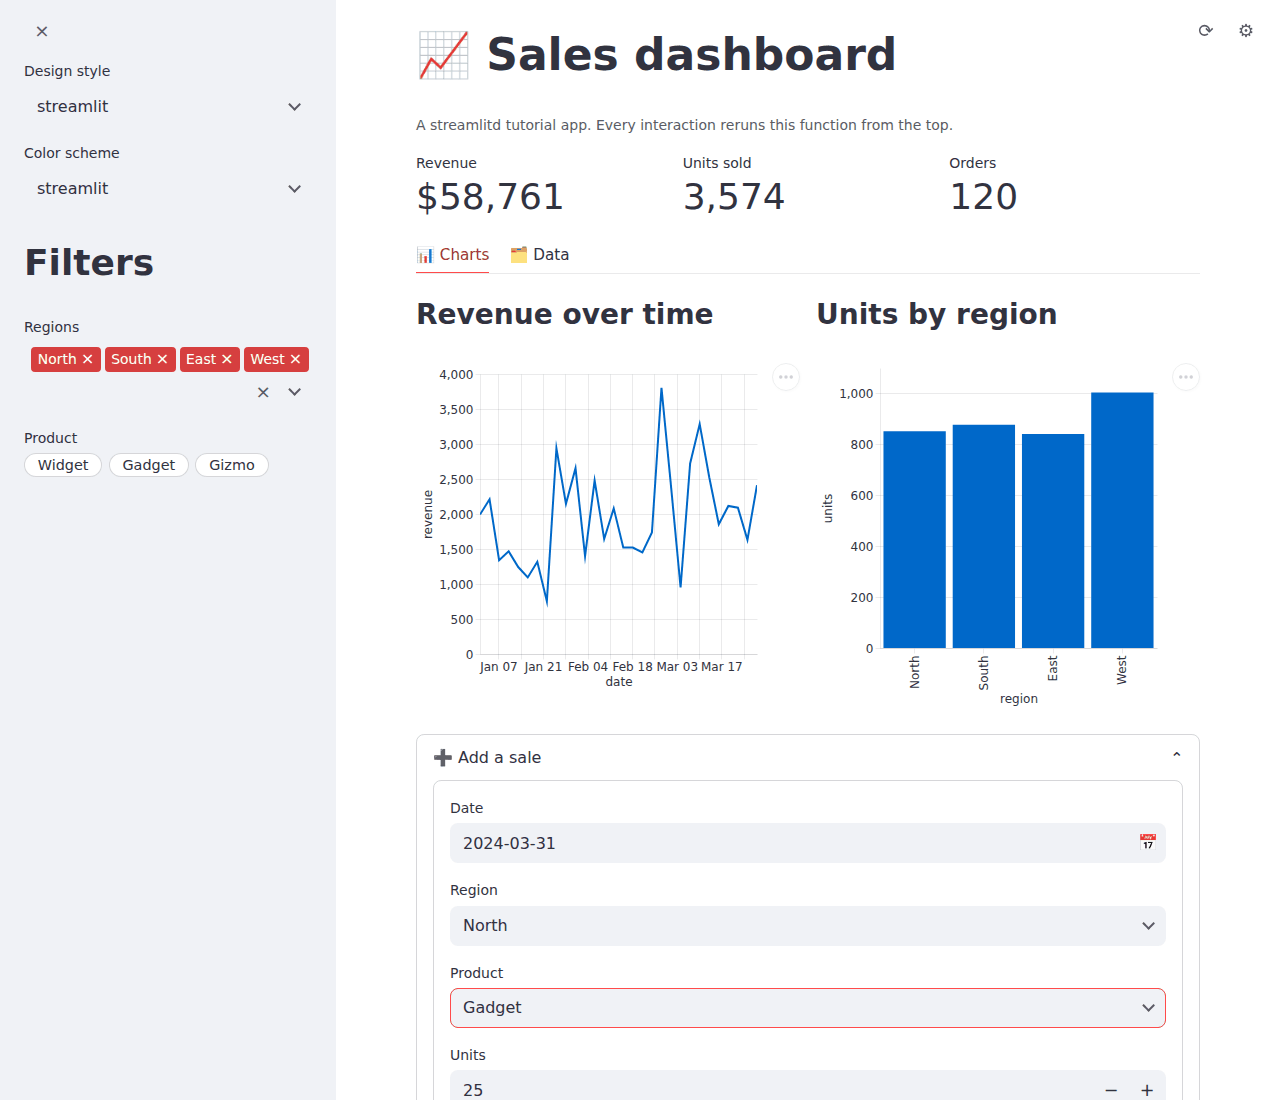 Design style
streamlit
Color scheme
streamlit
Filters
Regions
North
South
East
West
Product
Widget
Gadget
Gizmo
Sales dashboard
A streamlitd tutorial app. Every interaction reruns this function from the top.
Revenue
$58,761
Units sold
3,574
Orders
120
Charts
Data
Revenue over time
4,000
3,500
3,000
2,500
2,000
1,500
1,000
500
0
revenue
Jan 07 Jan 21 Feb 04 Feb 18 Mar 03 Mar 17
date
Units by region
1,000
800
600
400
200
0
units
North
South
East
West
region
Add a sale
Date
2024-03-31
Region
North
Product
Gadget
Units
25